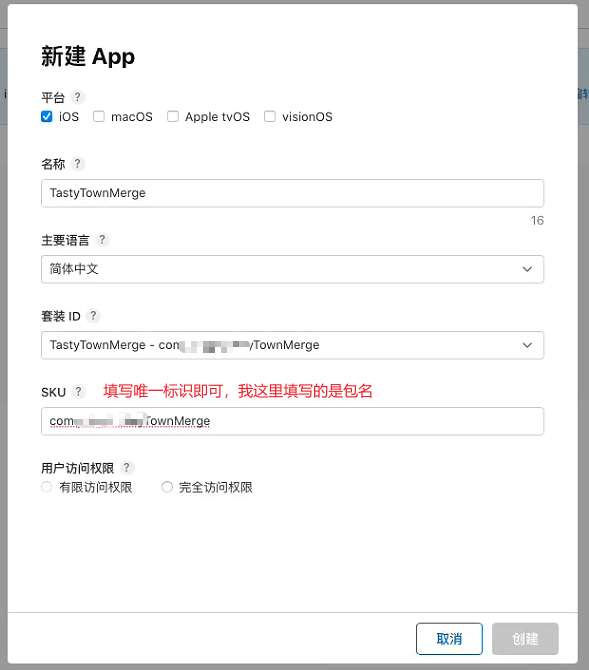 新建 App
平台 ?
iOS macOS Apple tvOS visionOS
名称 ?
TastyTownMerge
16
主要语言 ?
简体中文
套装 ID ?
TastyTownMerge - com TownMerge
SKU ? 填写唯一标识即可，我这里填写的是包名
com TownMerge
用户访问权限 ?
有限访问权限 完全访问权限
取消 创建